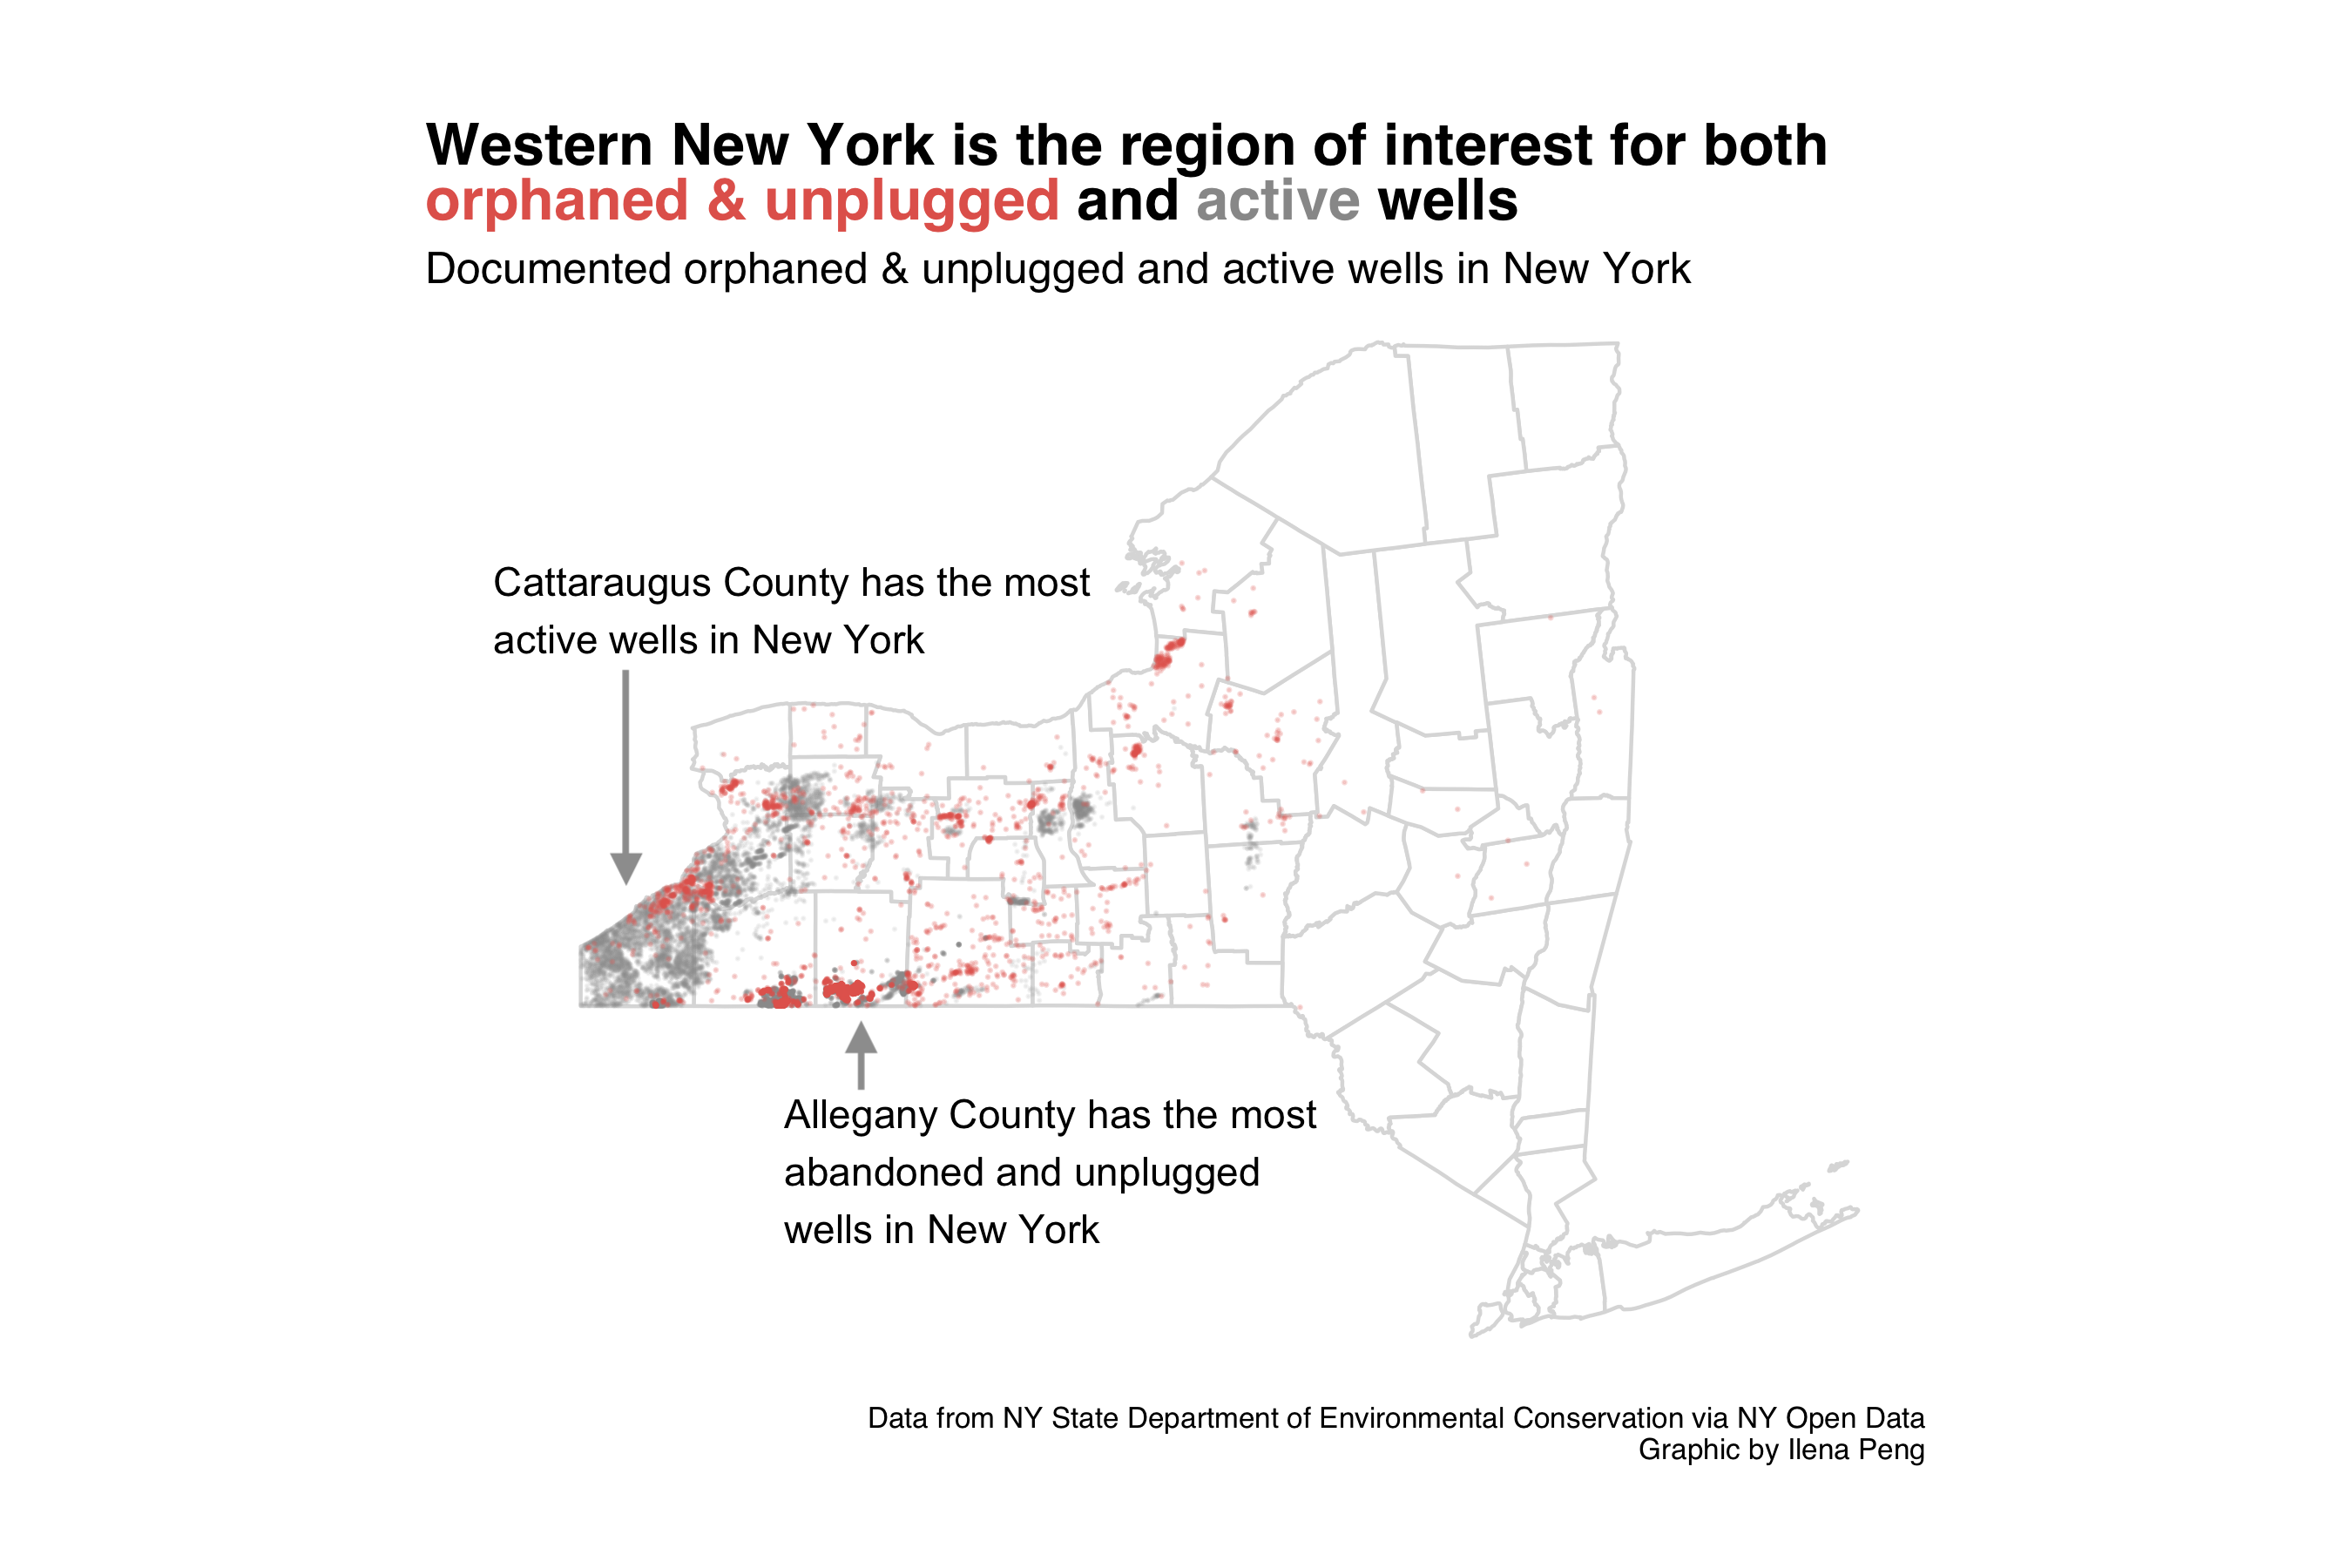 Western New York is the region of interest for both
orphaned & unplugged and active wells
Documented orphaned & unplugged and active wells in New York
Cattaraugus County has the most
active wells in New York
Allegany County has the most
abandoned and unplugged
wells in New York
Data from NY State Department of Environmental Conservation via NY Open Data
Graphic by Ilena Peng